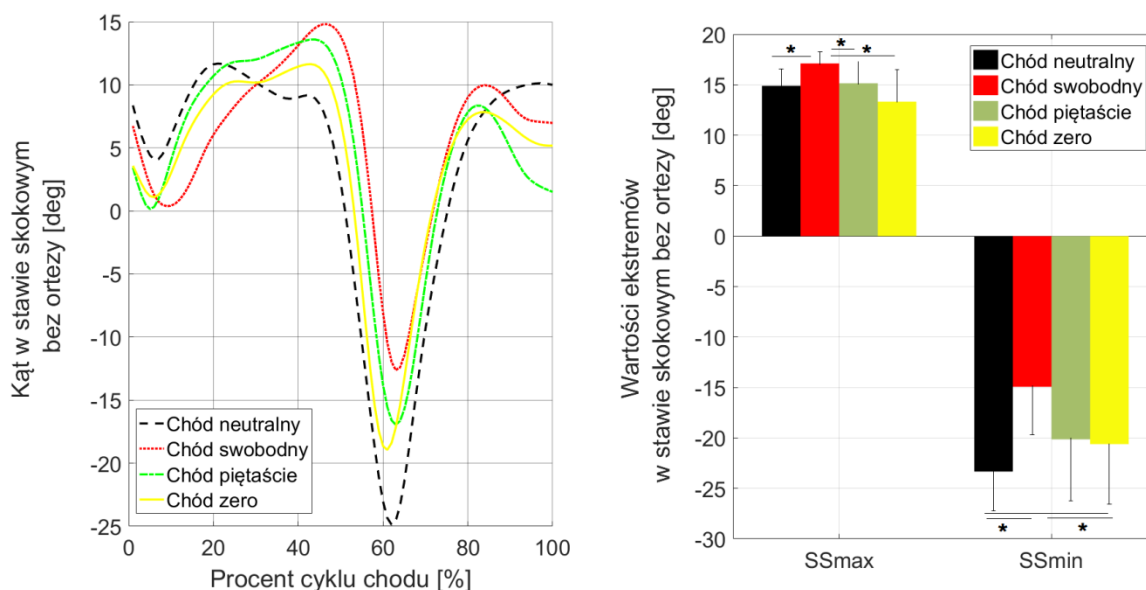 Kąt w stawie skokowym
bez ortezy [deg]
15
10
5
0
-5
-10
-15
-20
-25
Chód neutralny
Chód swobodny
Chód piętaście
Chód zero
0
20
40
60
80
100
Procent cyklu chodu [%]
Wartości ekstremów
w stawie skokowym bez ortezy [deg]
20
15
10
5
0
-5
-10
-15
-20
-25
-30
* * *
Chód neutralny
Chód swobodny
Chód piętaście
Chód zero
* *
SSmax
SSmin